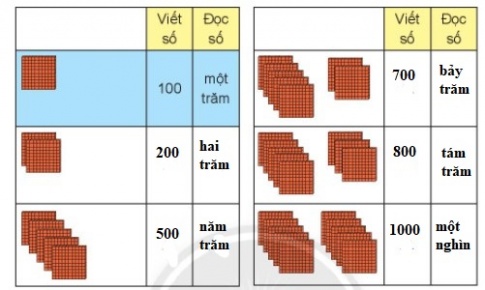 Viết số
Đọc số
100
một trăm
200
hai trăm
500
năm trăm
Viết số
Đọc số
700
bảy trăm
800
tám trăm
1000
một nghìn